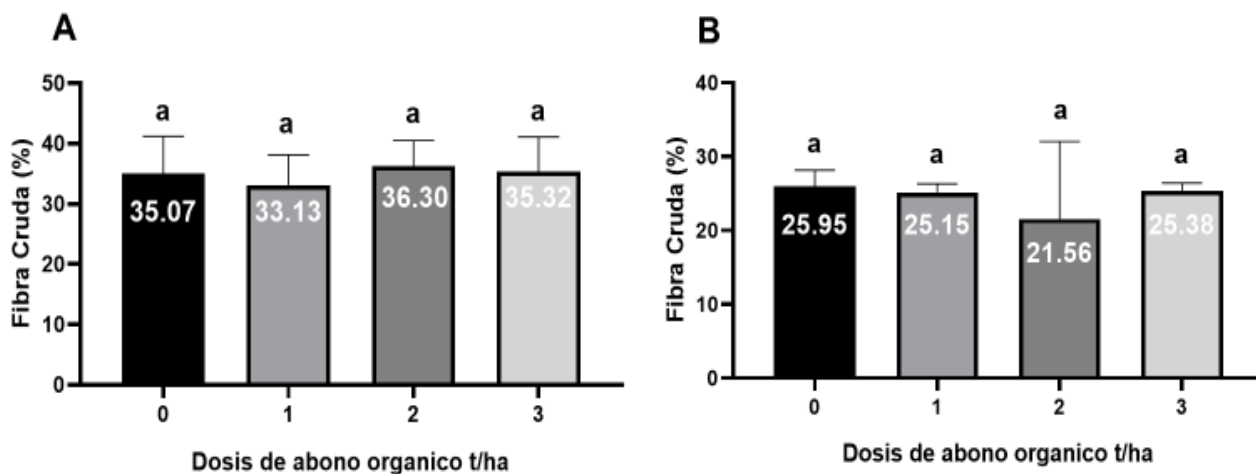 A
Fibra Cruda (%)
50
40
30
20
10
0
a
a
a
a
35.07
33.13
36.30
35.32
0
1
2
3
Dosis de abono organico t/ha
B
Fibra Cruda (%)
40
30
20
10
0
a
a
a
a
25.95
25.15
21.56
25.38
0
1
2
3
Dosis de abono organico t/ha